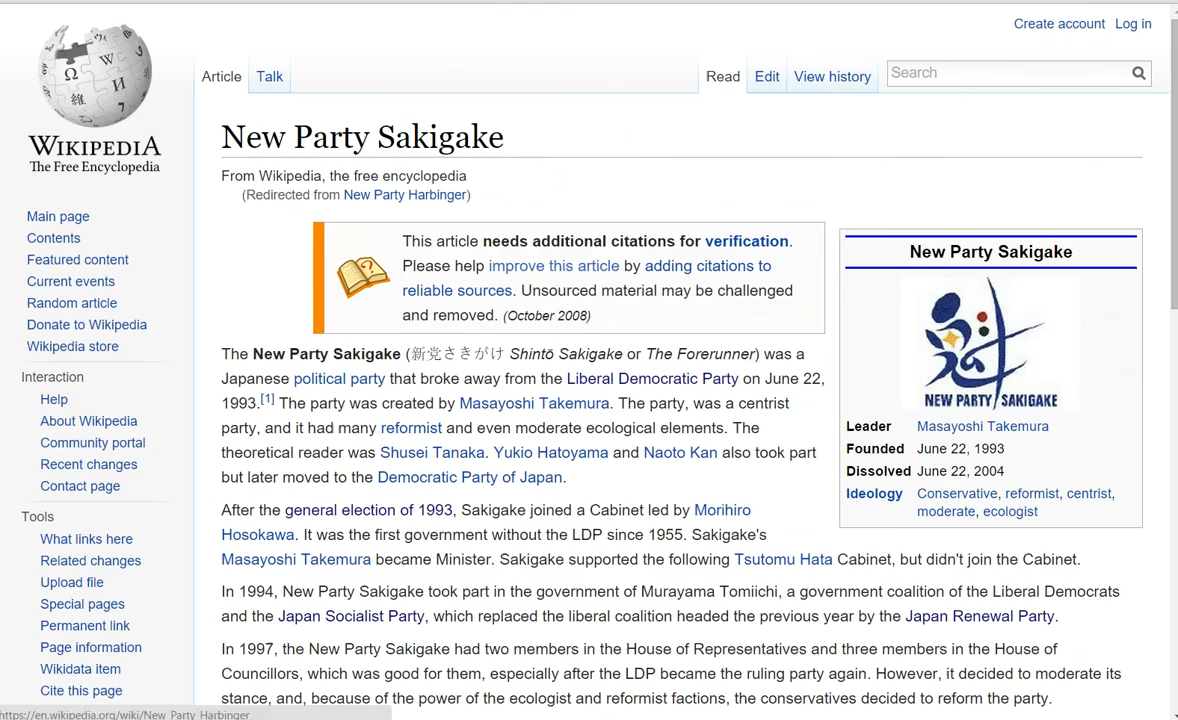 Create account Log in
Article Talk Read Edit View history Search
WIKIPEDIA
The Free Encyclopedia
Main page
Contents
Featured content
Current events
Random article
Donate to Wikipedia
Wikipedia store
Interaction
Help
About Wikipedia
Community portal
Recent changes
Contact page
Tools
What links here
Related changes
Upload file
Special pages
Permanent link
Page information
Wikidata item
Cite this page
New Party Sakigake
From Wikipedia, the free encyclopedia
(Redirected from New Party Harbinger)
This article needs additional citations for verification.
Please help improve this article by adding citations to
reliable sources. Unsourced material may be challenged
and removed. (October 2008)
New Party Sakigake
NEW PARTY SAKIGAKE
Leader Masayoshi Takemura
Founded June 22, 1993
Dissolved June 22, 2004
Ideology Conservative, reformist, centrist,
moderate, ecologist
The New Party Sakigake (新党さきがけ Shintō Sakigake or The Forerunner) was a
Japanese political party that broke away from the Liberal Democratic Party on June 22,
1993.[1] The party was created by Masayoshi Takemura. The party, was a centrist
party, and it had many reformist and even moderate ecological elements. The
theoretical reader was Shusei Tanaka. Yukio Hatoyama and Naoto Kan also took part
but later moved to the Democratic Party of Japan.
After the general election of 1993, Sakigake joined a Cabinet led by Morihiro
Hosokawa. It was the first government without the LDP since 1955. Sakigake's
Masayoshi Takemura became Minister. Sakigake supported the following Tsutomu Hata Cabinet, but didn't join the Cabinet.
In 1994, New Party Sakigake took part in the government of Murayama Tomiichi, a government coalition of the Liberal Democrats
and the Japan Socialist Party, which replaced the liberal coalition headed the previous year by the Japan Renewal Party.
In 1997, the New Party Sakigake had two members in the House of Representatives and three members in the House of
Councillors, which was good for them, especially after the LDP became the ruling party again. However, it decided to moderate its
stance, and, because of the power of the ecologist and reformist factions, the conservatives decided to reform the party.
https://en.wikipedia.org/wiki/New_Party_Harbinger